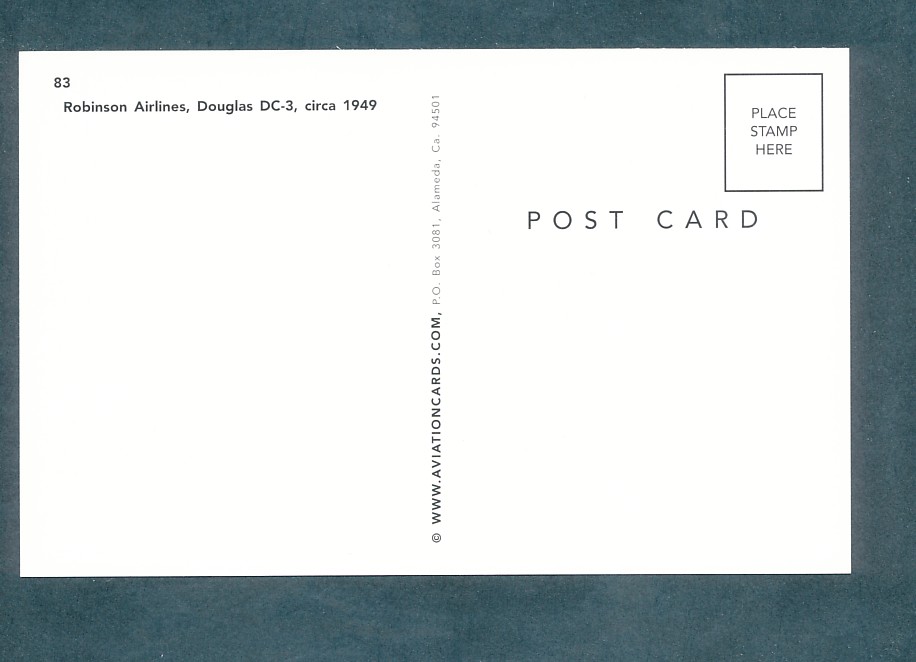 83
Robinson Airlines, Douglas DC-3, circa 1949
© WWW.AVIATIONCARDS.COM, P.O. Box 3081, Alameda, Ca. 94501
PLACE
STAMP
HERE
POST CARD